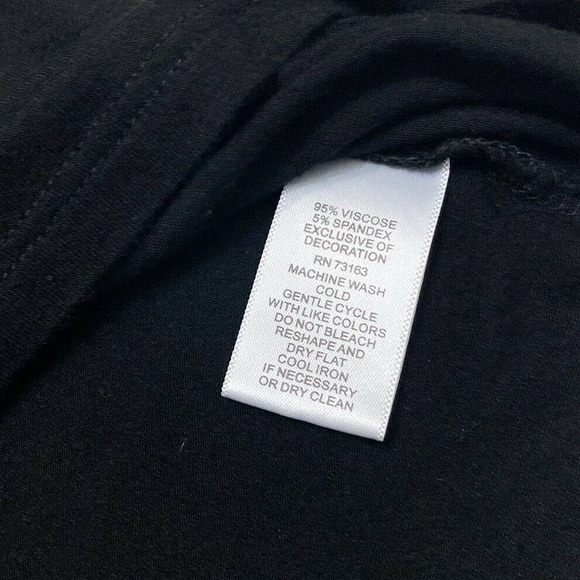 95% VISCOSE
5% SPANDEX
EXCLUSIVE OF
DECORATION
RN 73163
MACHINE WASH
COLD
GENTLE CYCLE
WITH LIKE COLORS
DO NOT BLEACH
RESHAPE AND
DRY FLAT
COOL IRON
IF NECESSARY
OR DRY CLEAN